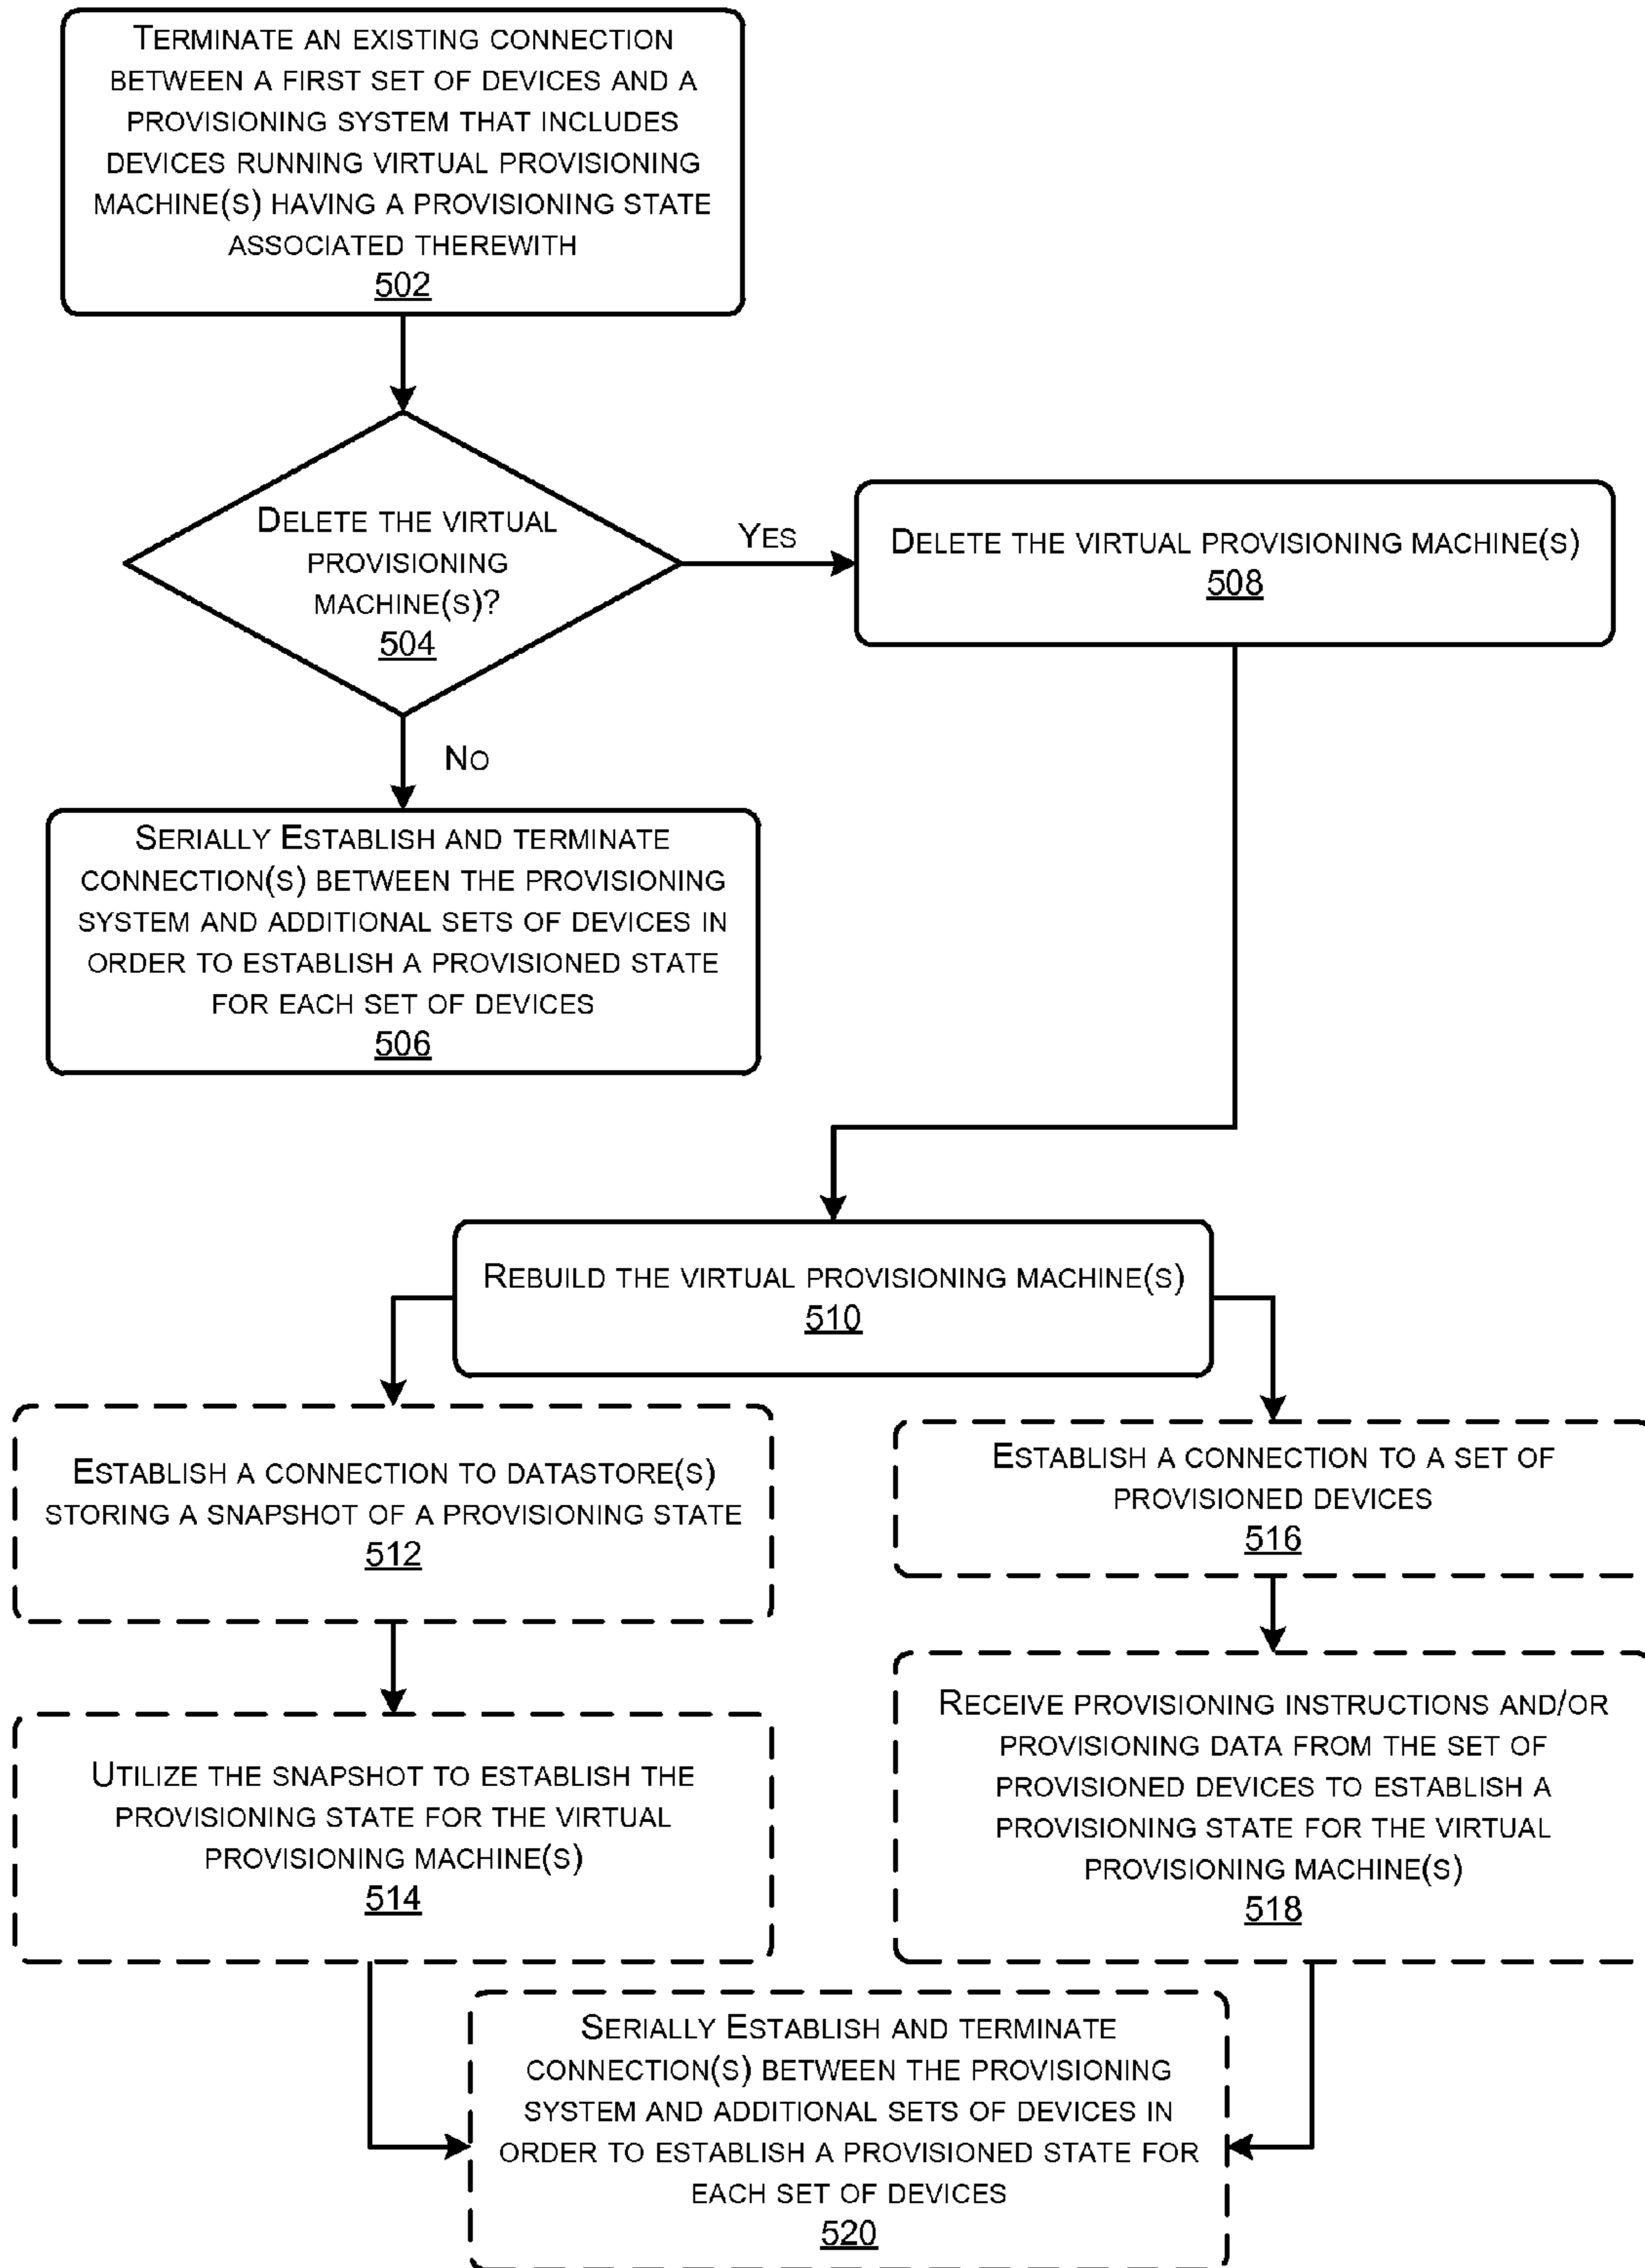 TERMINATE AN EXISTING CONNECTION
BETWEEN A FIRST SET OF DEVICES AND A
PROVISIONING SYSTEM THAT INCLUDES
DEVICES RUNNING VIRTUAL PROVISIONING
MACHINE(S) HAVING A PROVISIONING STATE
ASSOCIATED THEREWITH
502
DELETE THE VIRTUAL
PROVISIONING
MACHINE(S)?
504
YES
DELETE THE VIRTUAL PROVISIONING MACHINE(S)
508
NO
SERIALLY ESTABLISH AND TERMINATE
CONNECTION(S) BETWEEN THE PROVISIONING
SYSTEM AND ADDITIONAL SETS OF DEVICES IN
ORDER TO ESTABLISH A PROVISIONED STATE
FOR EACH SET OF DEVICES
506
REBUILD THE VIRTUAL PROVISIONING MACHINE(S)
510
ESTABLISH A CONNECTION TO DATASTORE(S)
STORING A SNAPSHOT OF A PROVISIONING STATE
512
ESTABLISH A CONNECTION TO A SET OF
PROVISIONED DEVICES
516
UTILIZE THE SNAPSHOT TO ESTABLISH THE
PROVISIONING STATE FOR THE VIRTUAL
PROVISIONING MACHINE(S)
514
RECEIVE PROVISIONING INSTRUCTIONS AND/OR
PROVISIONING DATA FROM THE SET OF
PROVISIONED DEVICES TO ESTABLISH A
PROVISIONING STATE FOR THE VIRTUAL
PROVISIONING MACHINE(S)
518
SERIALLY ESTABLISH AND TERMINATE
CONNECTION(S) BETWEEN THE PROVISIONING
SYSTEM AND ADDITIONAL SETS OF DEVICES IN
ORDER TO ESTABLISH A PROVISIONED STATE FOR
EACH SET OF DEVICES
520